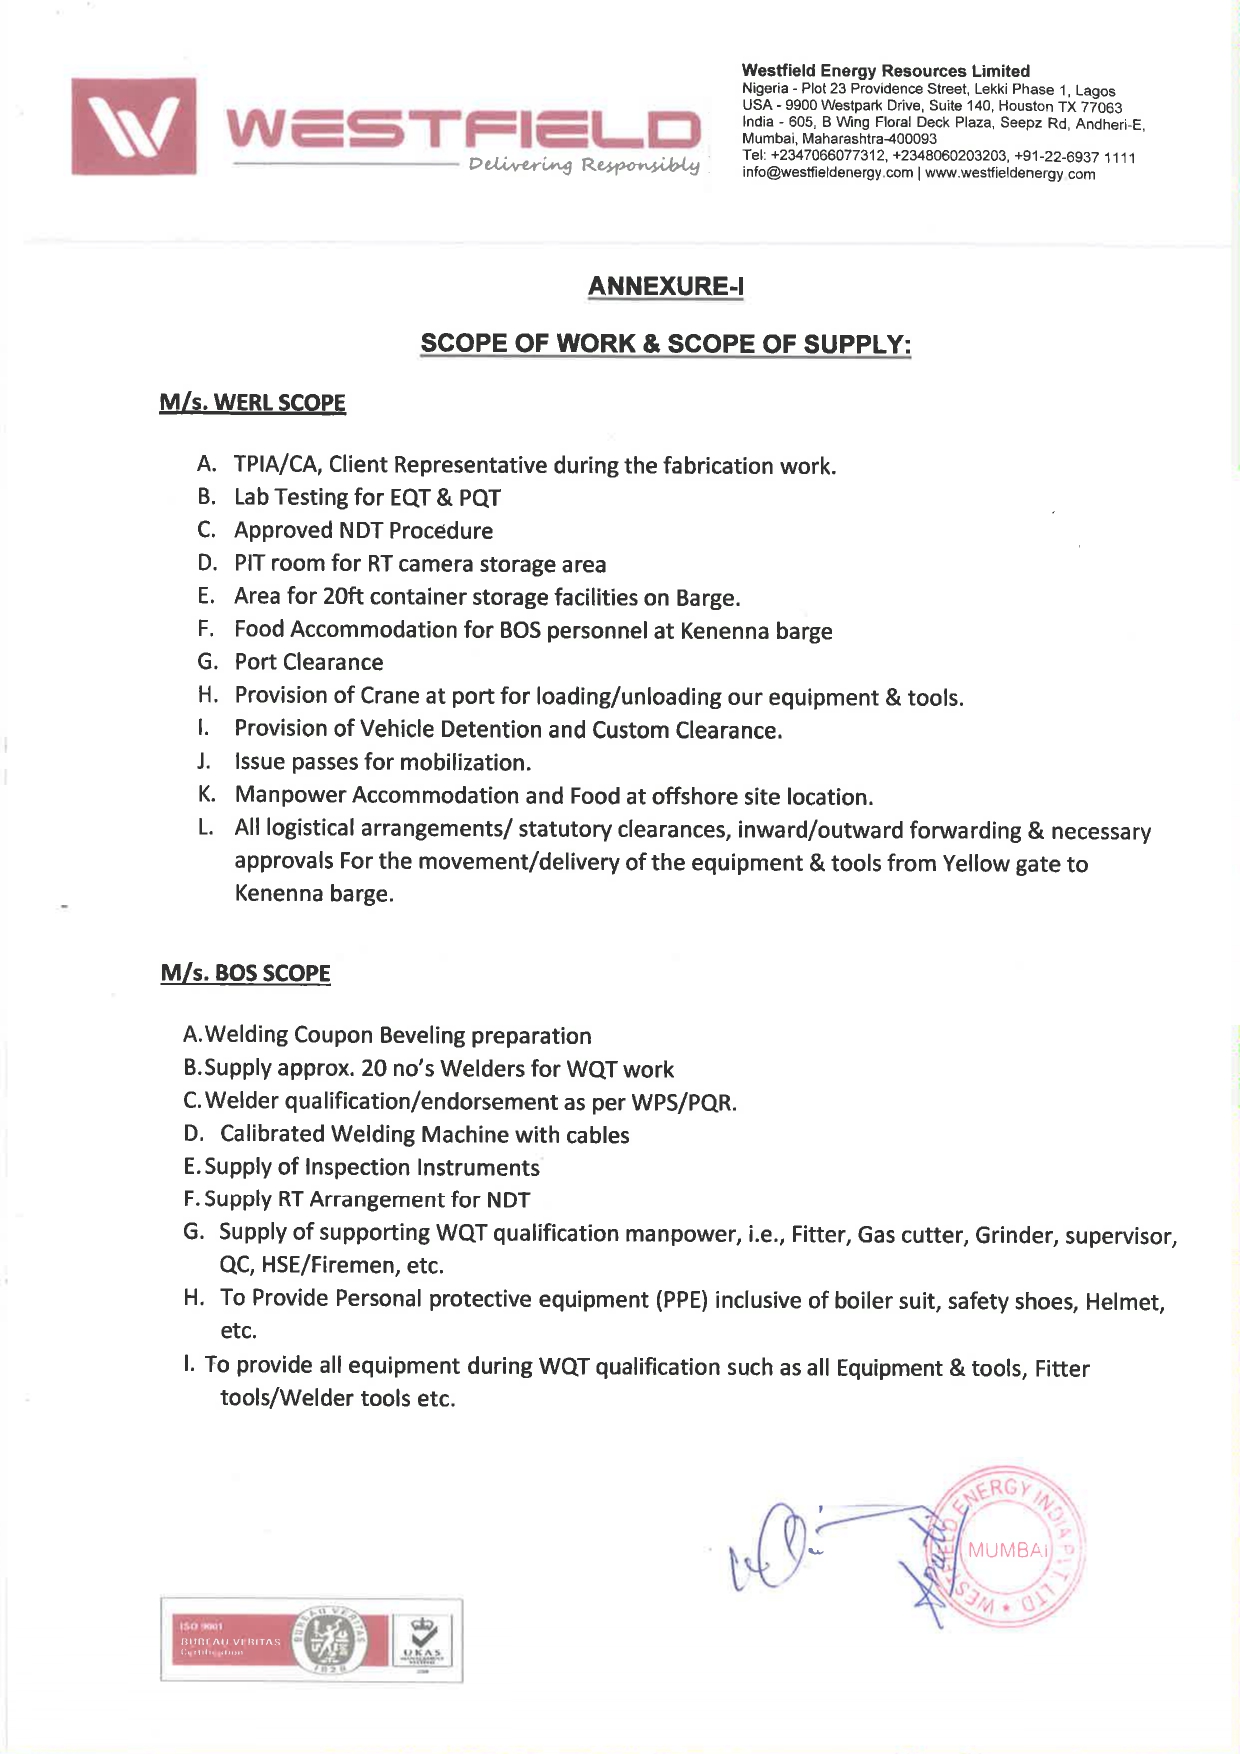 WESTFIELD
Delivering Responsibly
Westfield Energy Resources Limited
Nigeria - Plot 23 Providence Street, Lekki Phase 1, Lagos
USA - 9900 Westpark Drive, Suite 140, Houston TX 77063
India - 605, B Wing Floral Deck Plaza, Seepz Rd, Andheri-E,
Mumbai, Maharashtra-400093
Tel: +2347066077312, +2348060203203, +91-22-6937 1111
info@westfieldenergy.com | www.westfieldenergy.com
ANNEXURE-I
SCOPE OF WORK & SCOPE OF SUPPLY:
M/s. WERL SCOPE
A. TPIA/CA, Client Representative during the fabrication work.
B. Lab Testing for EQT & PQT
C. Approved NDT Procedure
D. PIT room for RT camera storage area
E. Area for 20ft container storage facilities on Barge.
F. Food Accommodation for BOS personnel at Kenenna barge
G. Port Clearance
H. Provision of Crane at port for loading/unloading our equipment & tools.
I. Provision of Vehicle Detention and Custom Clearance.
J. Issue passes for mobilization.
K. Manpower Accommodation and Food at offshore site location.
L. All logistical arrangements/ statutory clearances, inward/outward forwarding & necessary
approvals For the movement/delivery of the equipment & tools from Yellow gate to
Kenenna barge.
M/s. BOS SCOPE
A. Welding Coupon Beveling preparation
B. Supply approx. 20 no's Welders for WQT work
C. Welder qualification/endorsement as per WPS/PQR.
D. Calibrated Welding Machine with cables
E. Supply of Inspection Instruments
F. Supply RT Arrangement for NDT
G. Supply of supporting WQT qualification manpower, i.e., Fitter, Gas cutter, Grinder, supervisor,
QC, HSE/Firemen, etc.
H. To Provide Personal protective equipment (PPE) inclusive of boiler suit, safety shoes, Helmet,
etc.
I. To provide all equipment during WQT qualification such as all Equipment & tools, Fitter
tools/Welder tools etc.
WESTFIELD ENERGY INDIA PVT. LTD
MUMBAI
ISO 9001
BUREAU VERITAS
Certification
BUREAU VERITAS
1828
UKAS